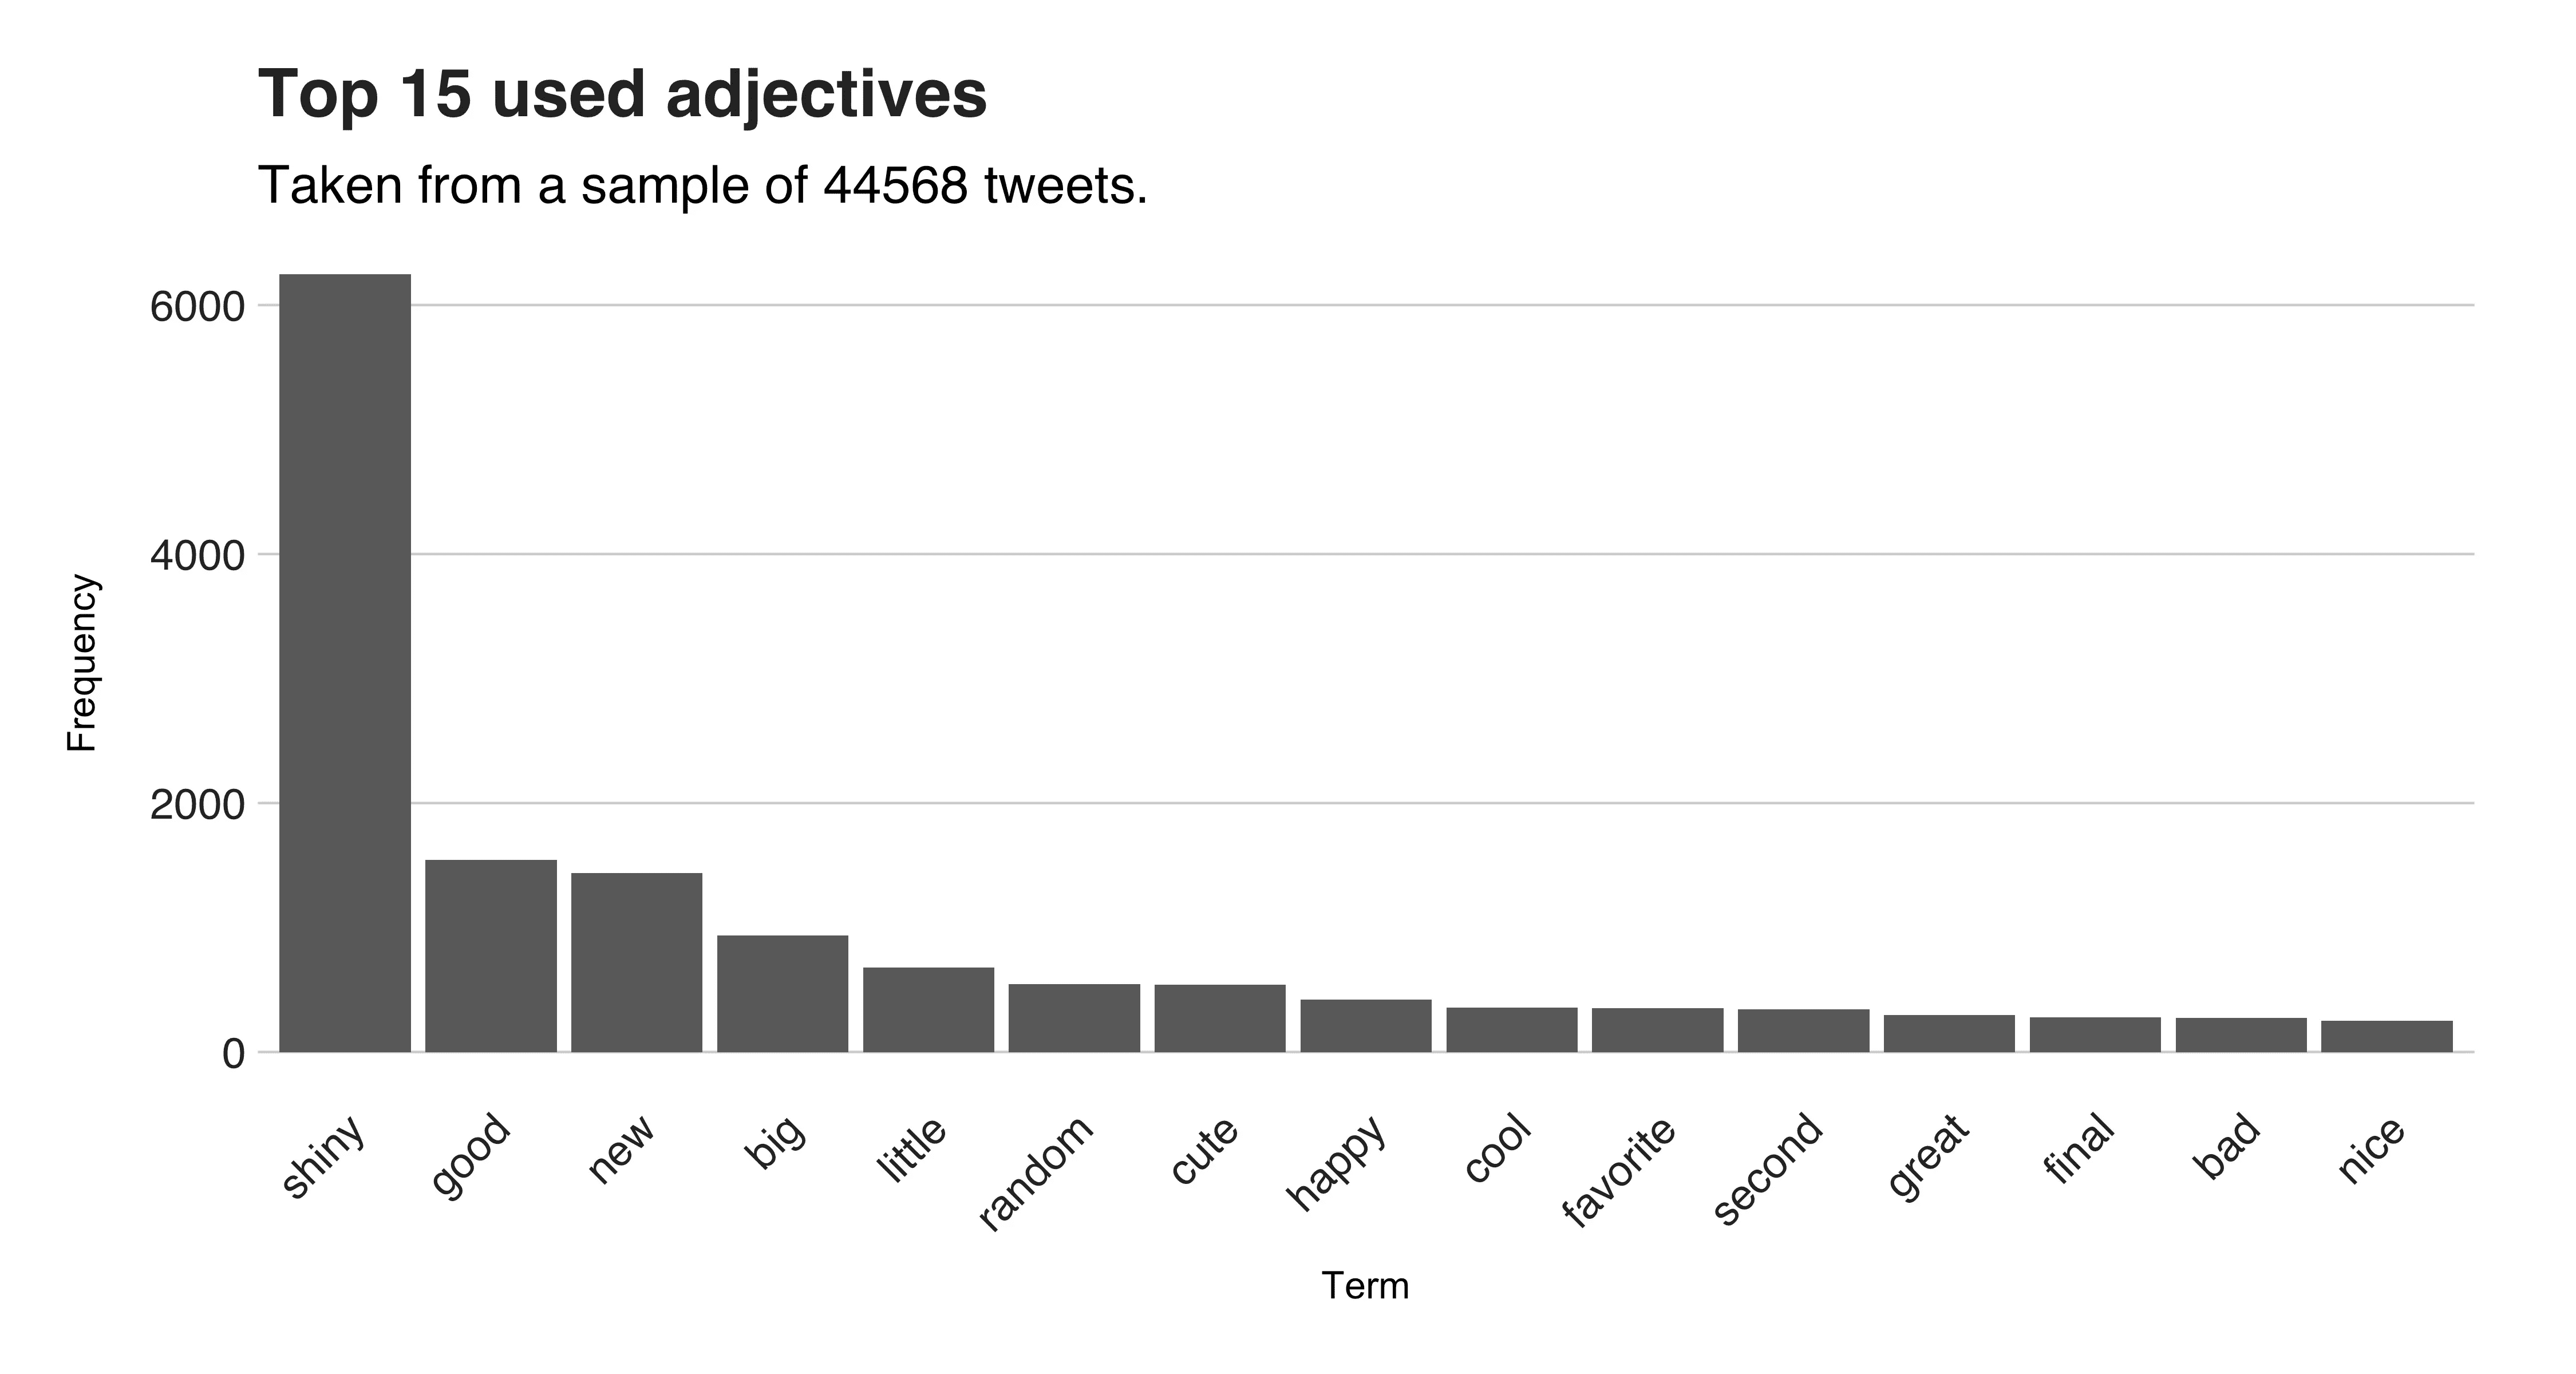 Top 15 used adjectives
Taken from a sample of 44568 tweets.
6000
4000
2000
0
Frequency
shiny
good
new
big
little
random
cute
happy
cool
favorite
second
great
final
bad
nice
Term